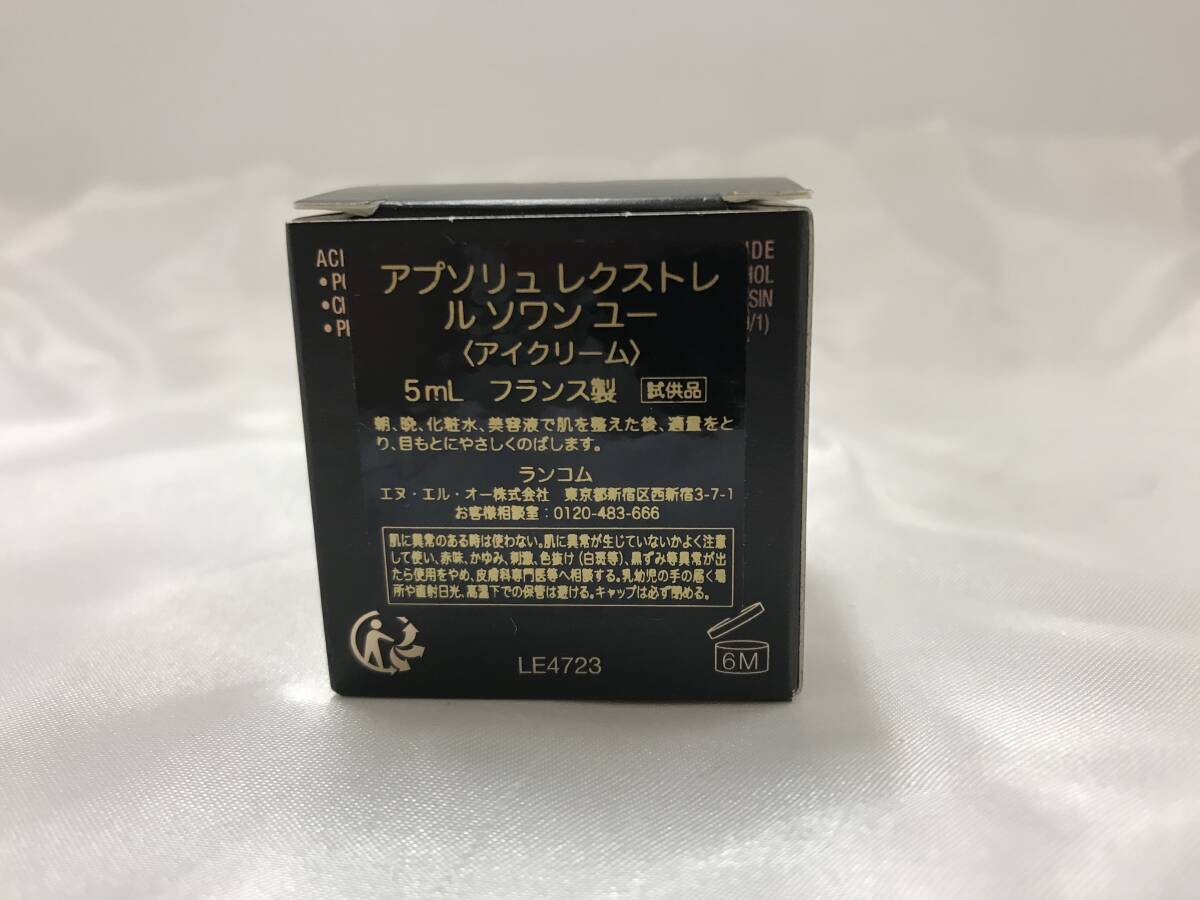 アプソリュ レクストレ
ル ソワン ユー
〈アイクリーム〉
5mL フランス製 試供品
朝、晩、化粧水、美容液で肌を整えた後、適量をと
り、目もとにやさしくのばします。
ランコム
エヌ・エル・オー株式会社 東京都新宿区西新宿3-7-1
お客様相談室：0120-483-666
肌に異常のある時は使わない。肌に異常が生じていないかよく注意
して使い、赤味、かゆみ、刺激、色抜け（白斑等）、黒ずみ等異常が出
たら使用をやめ、皮膚科専門医等へ相談する。乳幼児の手の届く場
所や直射日光、高温下での保管は避ける。キャップは必ず閉める。
LE4723
6M